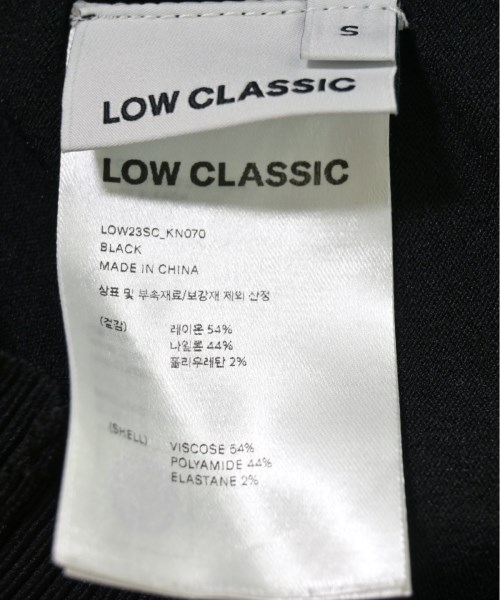 S
LOW CLASSIC
LOW CLASSIC
LOW23SC_KN070
BLACK
MADE IN CHINA
상표 및 부속재료/보강재 제외 산정
(겉감) 레이온 54%
나일론 44%
폴리우레탄 2%
(SHELL) VISCOSE 54%
POLYAMIDE 44%
ELASTANE 2%